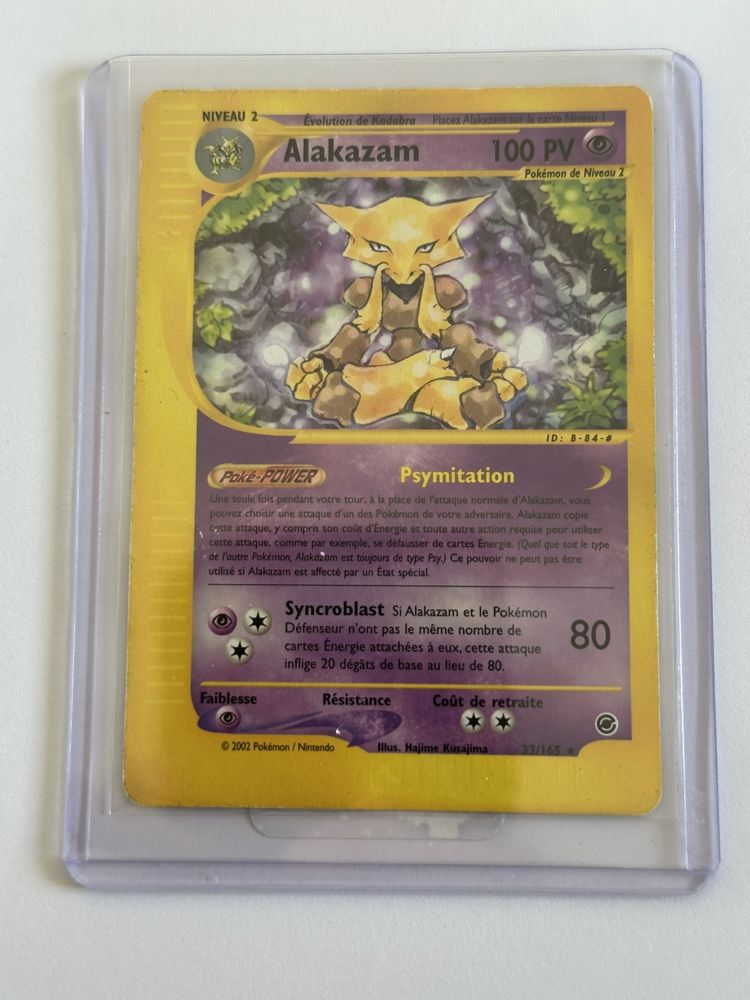 NIVEAU 2 Évolution de Kadabra Placez Alakazam sur la carte Niveau 1
Alakazam 100 PV
Pokémon de Niveau 2
ID: B-84-#
Poké-POWER Psymitation
Une seule fois pendant votre tour, à la place de l'attaque normale d'Alakazam, vous
pouvez choisir une attaque d'un des Pokémon de votre adversaire. Alakazam copie
cette attaque, y compris son coût d'Énergie et toute autre action requise pour utiliser
cette attaque, comme par exemple, se défausser de cartes Énergie. (Quel que soit le type
de l'autre Pokémon, Alakazam est toujours de type Psy.) Ce pouvoir ne peut pas être
utilisé si Alakazam est affecté par un État spécial.
Syncroblast Si Alakazam et le Pokémon
Défenseur n'ont pas le même nombre de
cartes Énergie attachées à eux, cette attaque
inflige 20 dégâts de base au lieu de 80.
80
Faiblesse Résistance Coût de retraite
© 2002 Pokémon / Nintendo Illus. Hajime Kusajima 33/165 ★